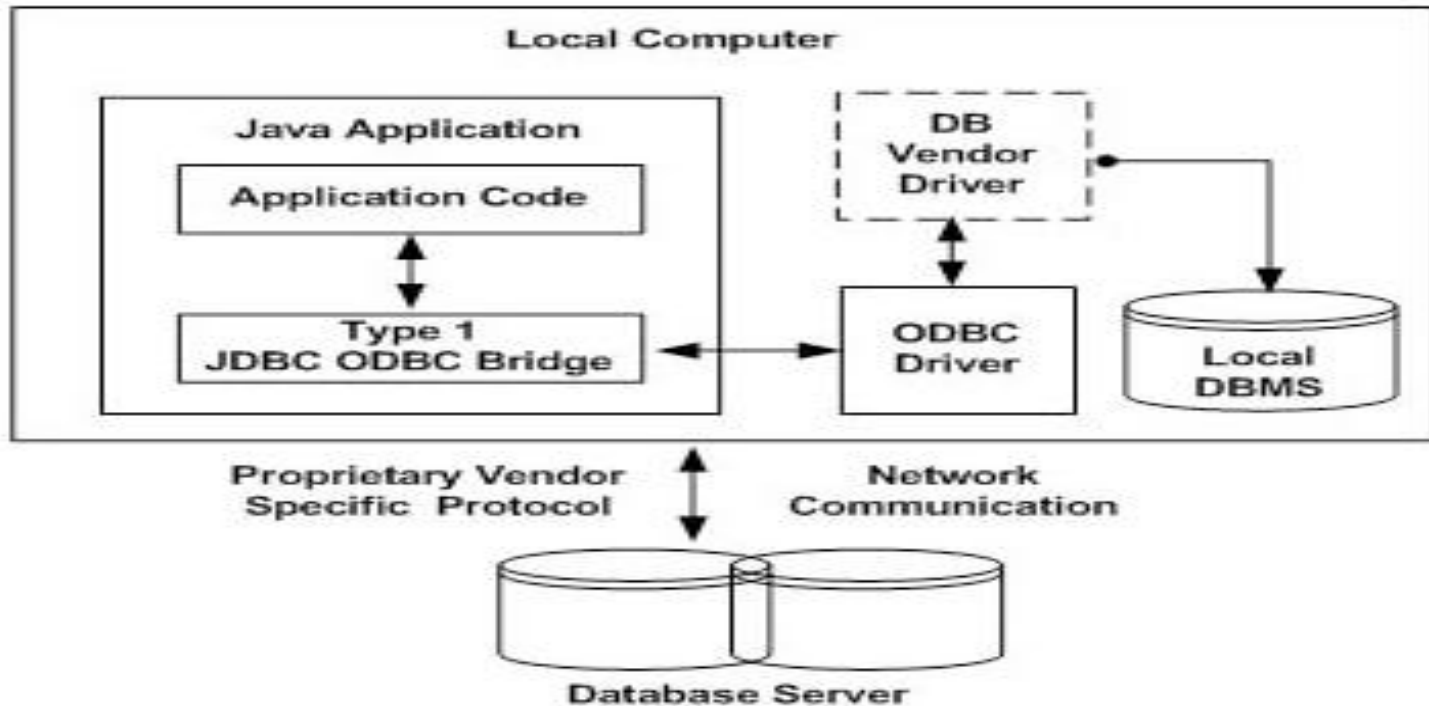 Local Computer
Java Application
Application Code
Type 1
JDBC ODBC Bridge
DB
Vendor
Driver
ODBC
Driver
Local
DBMS
Proprietary Vendor
Specific Protocol
Network
Communication
Database Server